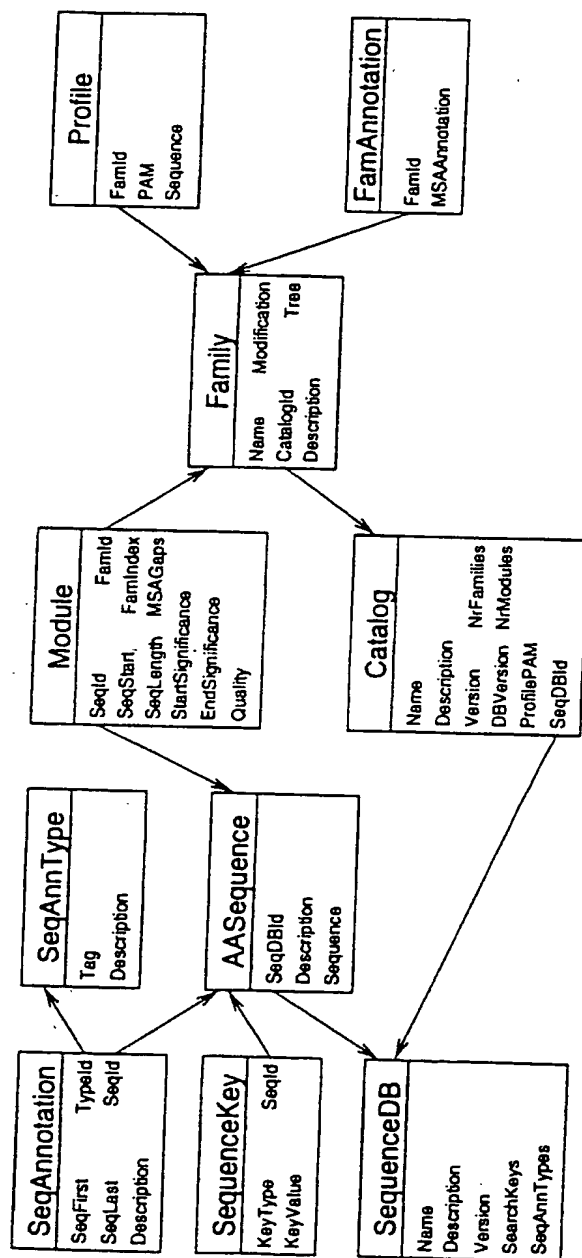 SeqAnnotation
SeqFirst TypeId
SeqLast SeqId
Description
SeqAnnType
Tag
Description
SequenceKey
KeyType SeqId
KeyValue
AASequence
SeqDBId
Description
Sequence
SequenceDB
Name
Description
Version
SearchKeys
SeqAnnTypes
Module
SeqId FamId
SeqStart FamIndex
SeqLength MSAGaps
StartSignificance
EndSignificance
Quality
Catalog
Name
Description
Version NrFamilies
DBVersion NrModules
ProfilePAM
SeqDBId
Family
Name Modification
CatalogId Tree
Description
Profile
FamId
PAM
Sequence
FamAnnotation
FamId
MSAAnnotation